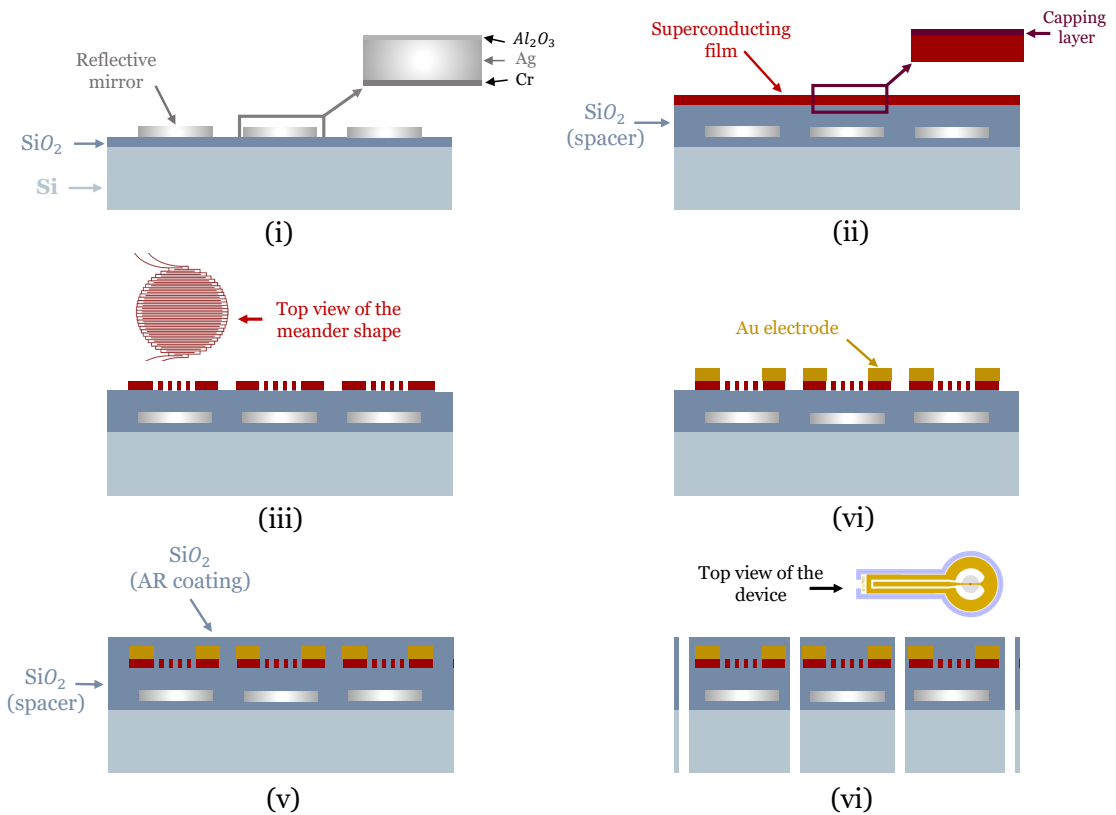 Reflective
mirror
Al₂O₃
Ag
Cr
SiO₂
Si
(i)
Superconducting
film
Capping
layer
SiO₂
(spacer)
(ii)
Top view of the
meander shape
(iii)
Au electrode
(vi)
SiO₂
(AR coating)
SiO₂
(spacer)
(v)
Top view of the
device
(vi)